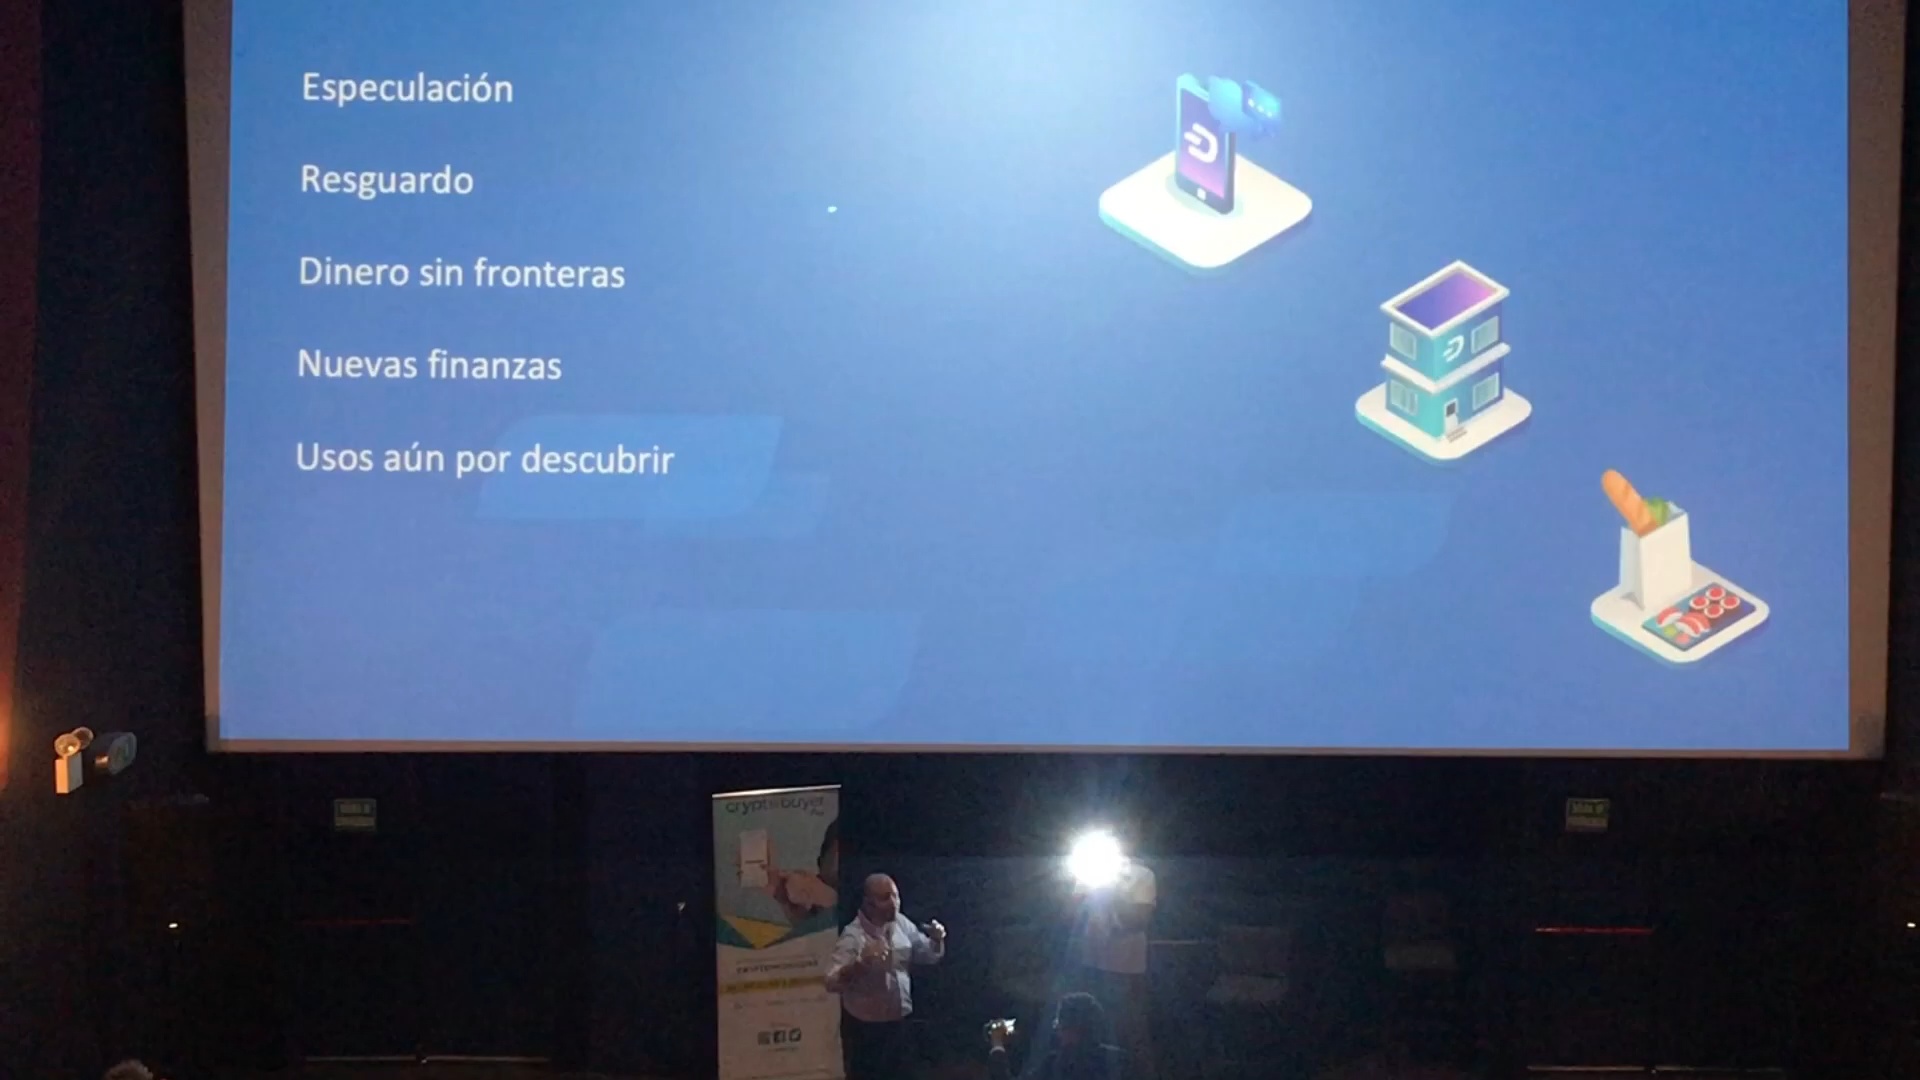 Especulación
Resguardo
Dinero sin fronteras
Nuevas finanzas
Usos aún por descubrir
cryptobuyer